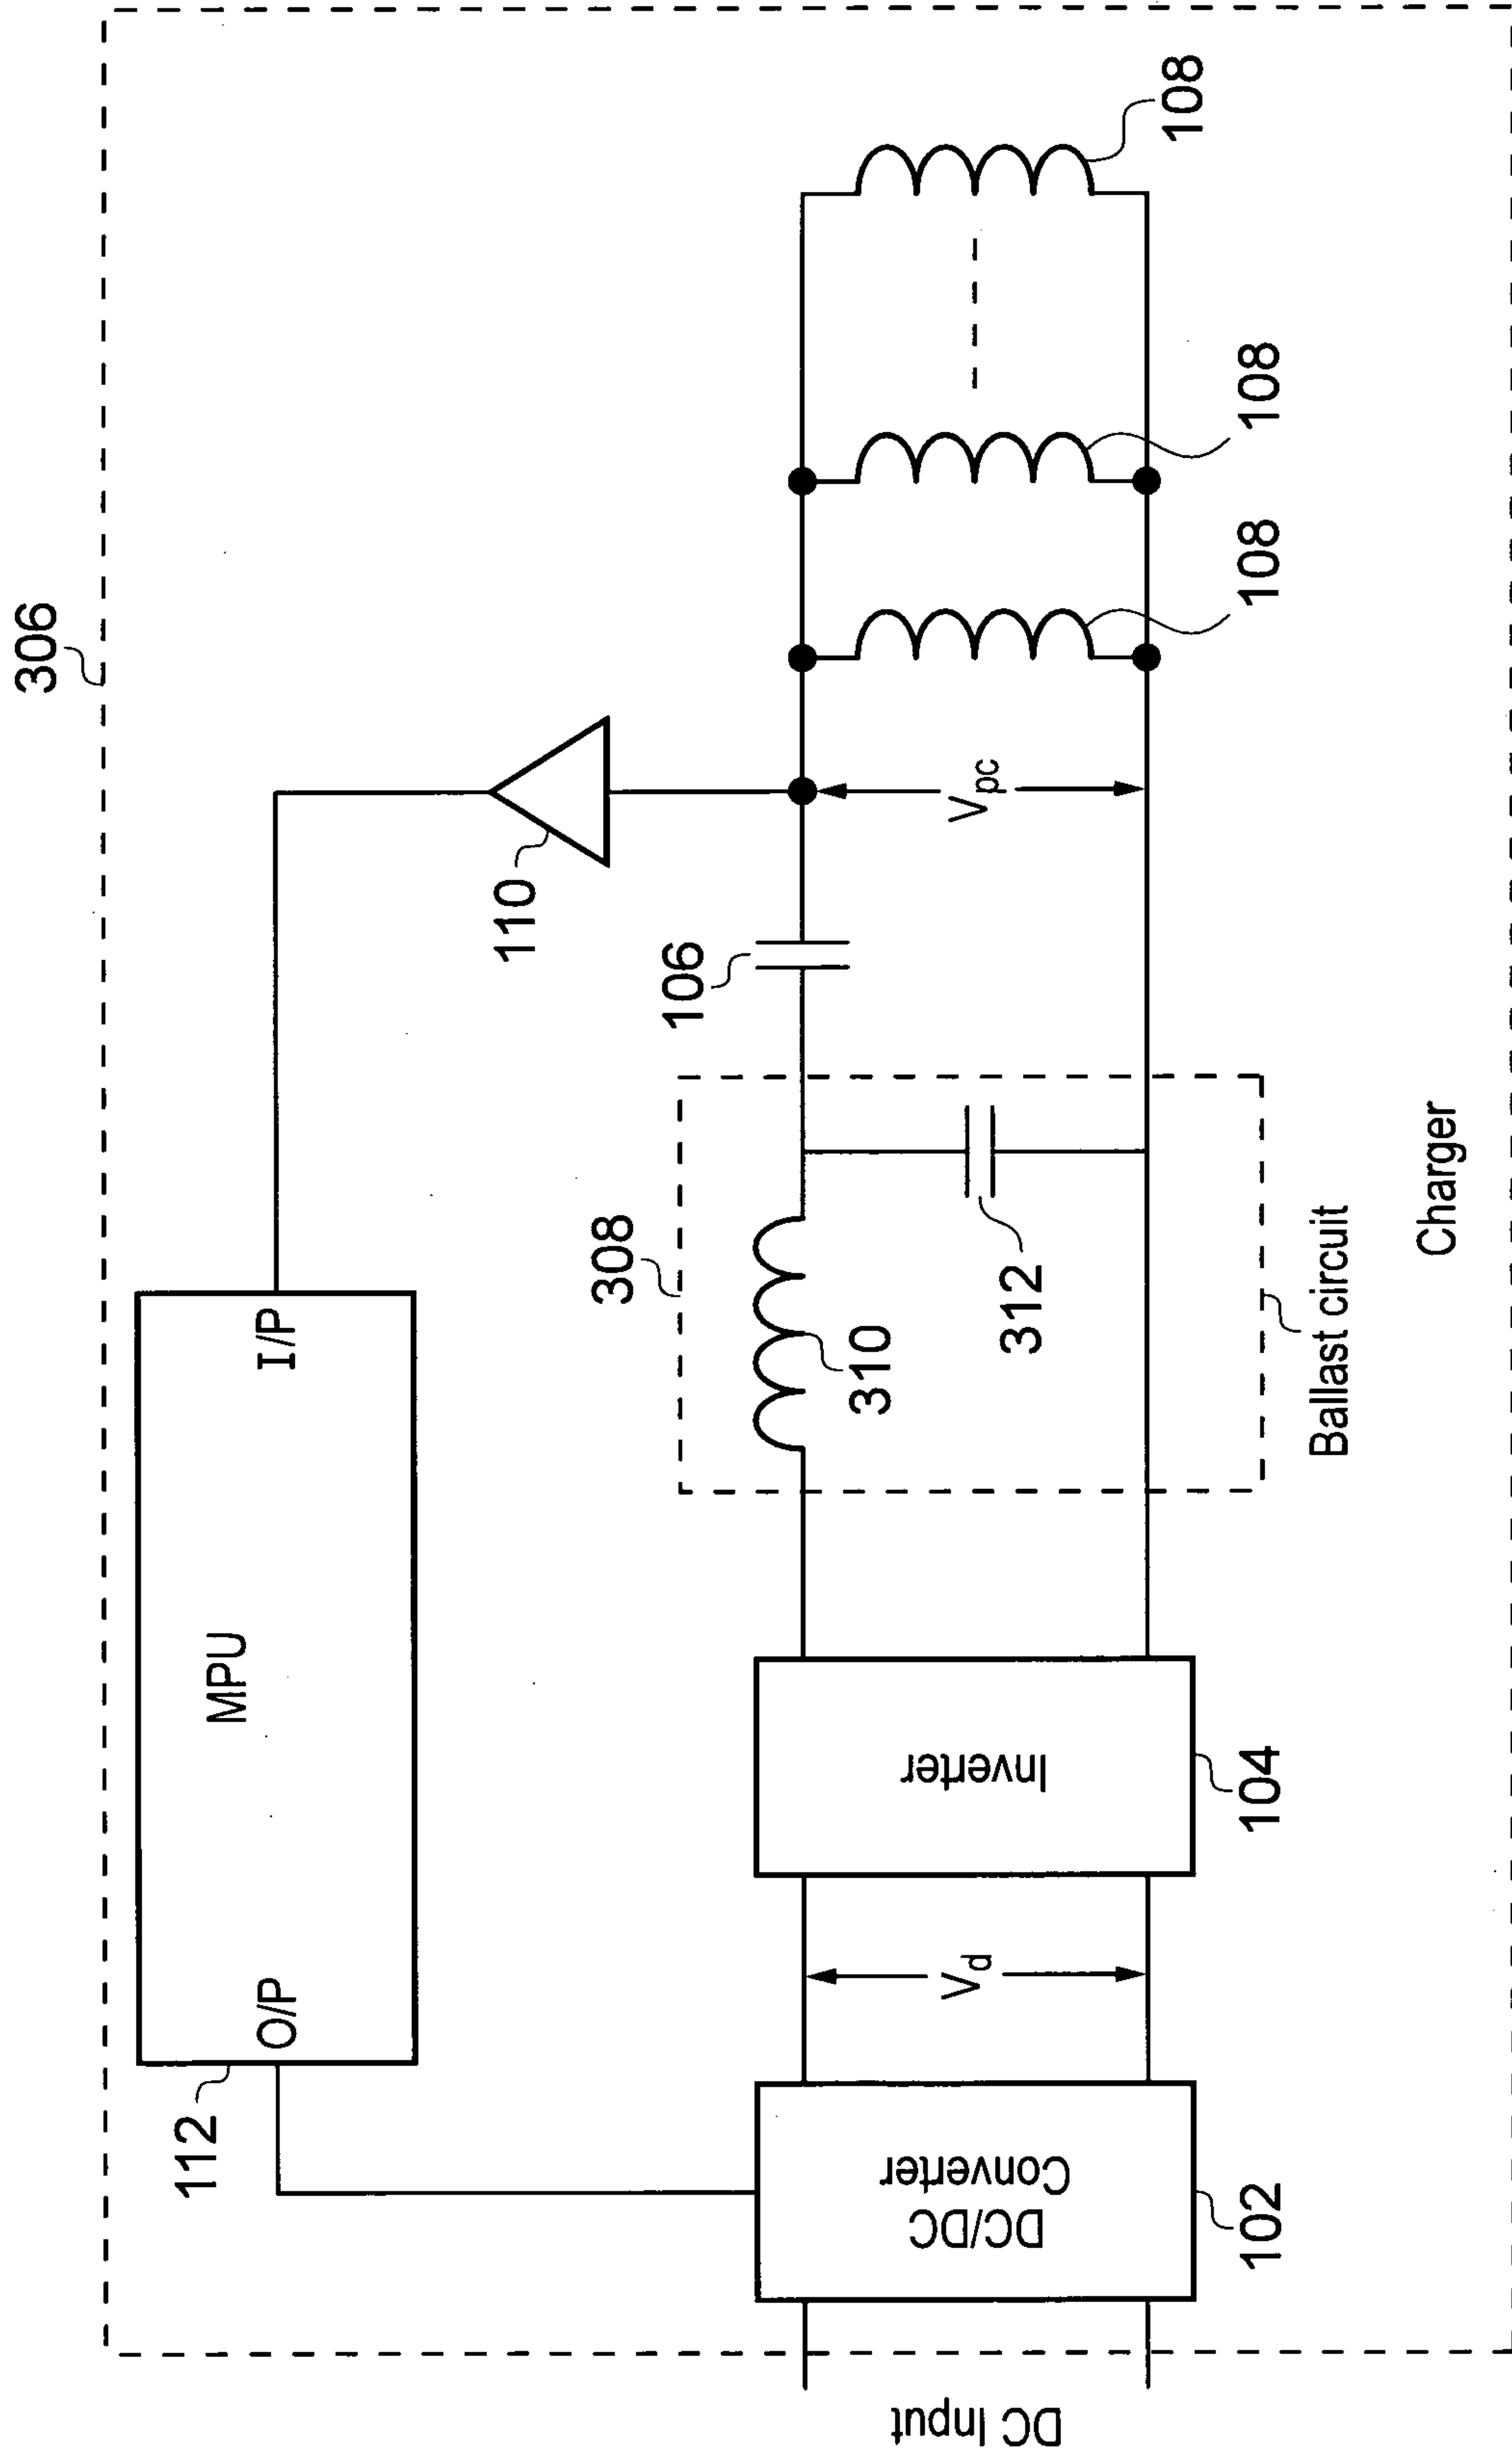 306
112
O/P
MPU
I/P
110
106
308
310
312
Ballast circuit
DC Input
DC/DC
Converter
102
V_d
Inverter
104
V_pc
108
108
108
Charger